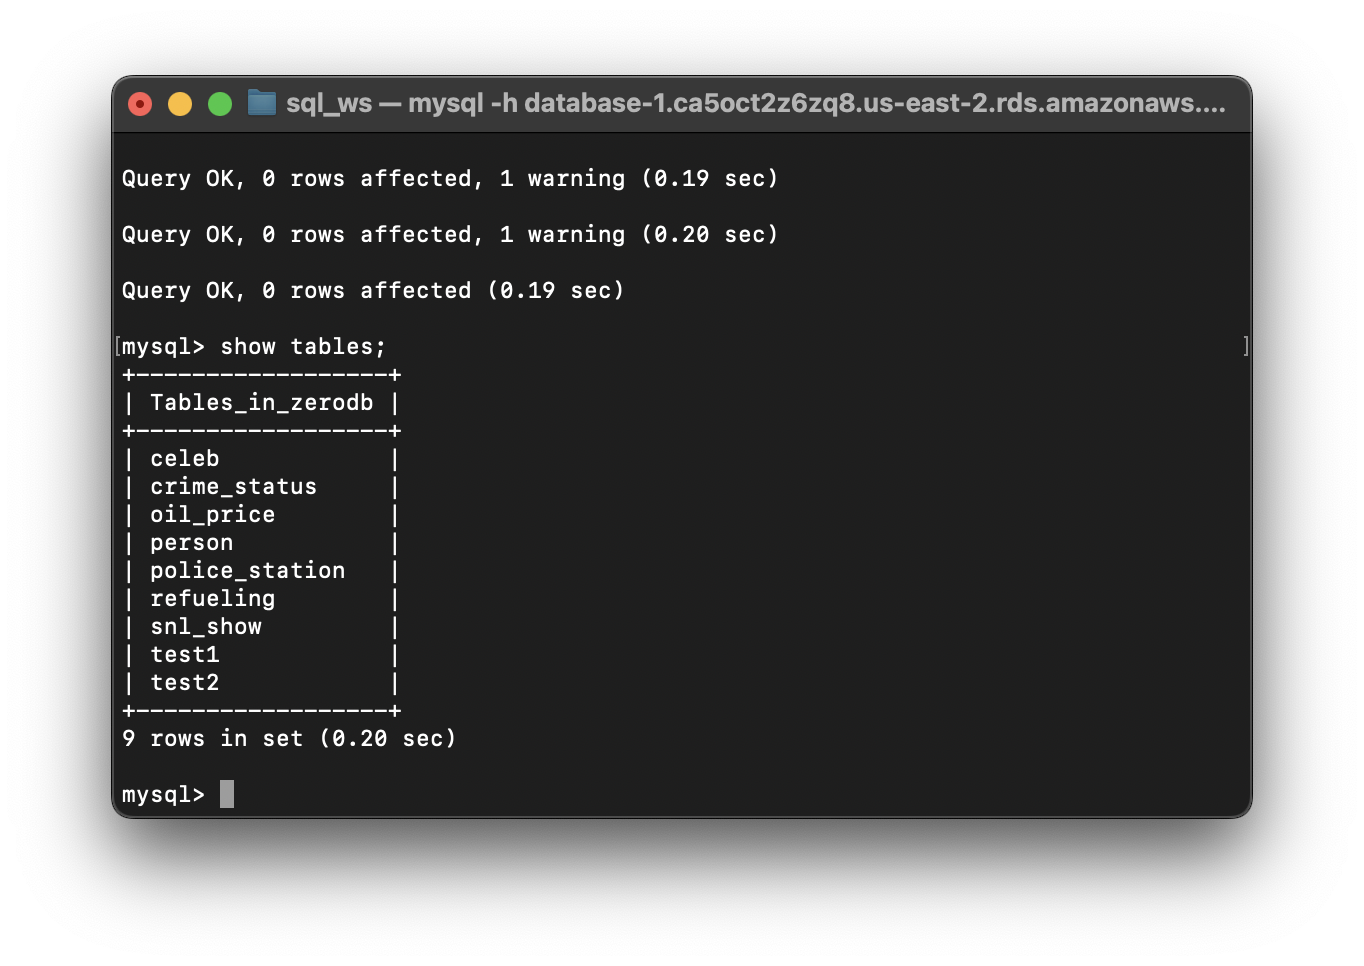 sql_ws — mysql -h database-1.ca5oct2z6zq8.us-east-2.rds.amazonaws....
Query OK, 0 rows affected, 1 warning (0.19 sec)
Query OK, 0 rows affected, 1 warning (0.20 sec)
Query OK, 0 rows affected (0.19 sec)
[mysql> show tables; ]
+------------------+
| Tables_in_zerodb |
+------------------+
| celeb            |
| crime_status     |
| oil_price        |
| person           |
| police_station   |
| refueling        |
| snl_show         |
| test1            |
| test2            |
+------------------+
9 rows in set (0.20 sec)
mysql>